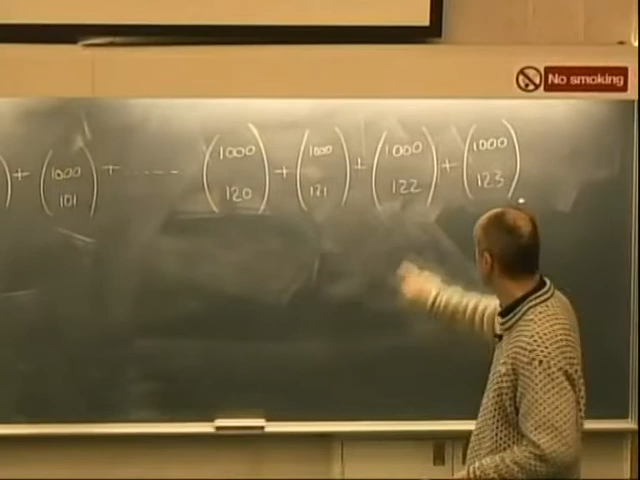 No smoking
) + (1000 101) + ------ (1000 120) + (1000 121) + (1000 122) + (1000 123)